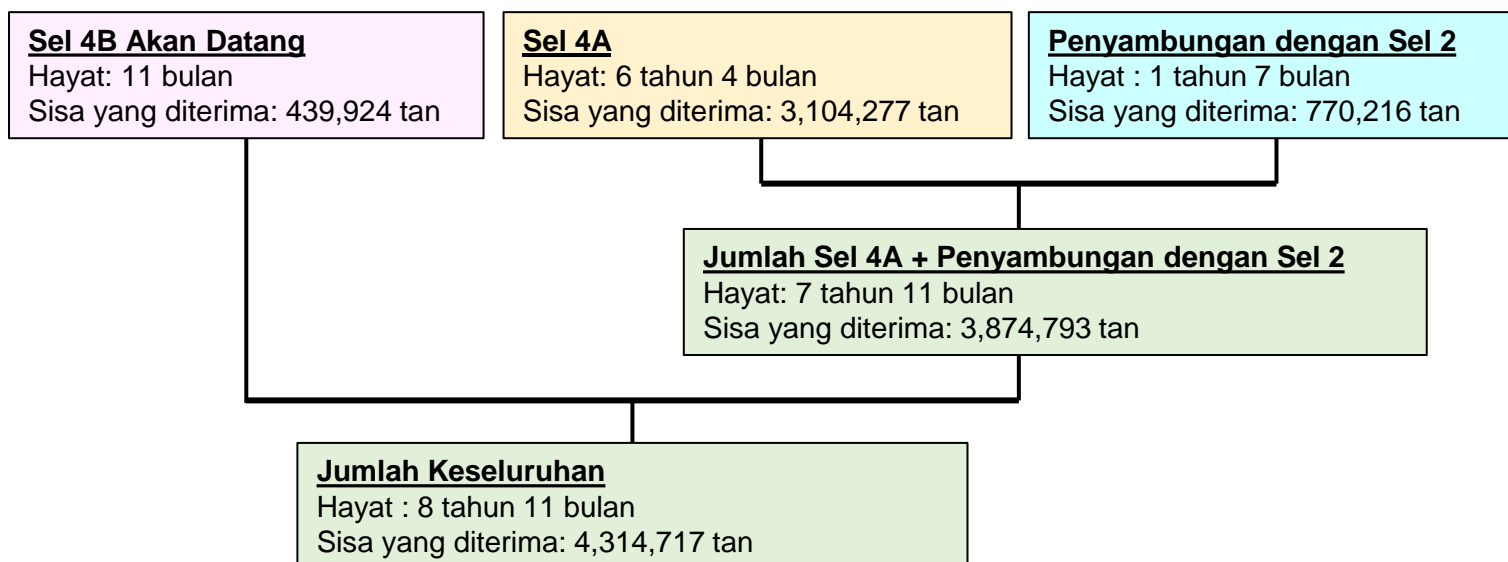 Sel 4B Akan Datang
Hayat: 11 bulan
Sisa yang diterima: 439,924 tan
Sel 4A
Hayat: 6 tahun 4 bulan
Sisa yang diterima: 3,104,277 tan
Penyambungan dengan Sel 2
Hayat : 1 tahun 7 bulan
Sisa yang diterima: 770,216 tan
Jumlah Sel 4A + Penyambungan dengan Sel 2
Hayat: 7 tahun 11 bulan
Sisa yang diterima: 3,874,793 tan
Jumlah Keseluruhan
Hayat : 8 tahun 11 bulan
Sisa yang diterima: 4,314,717 tan